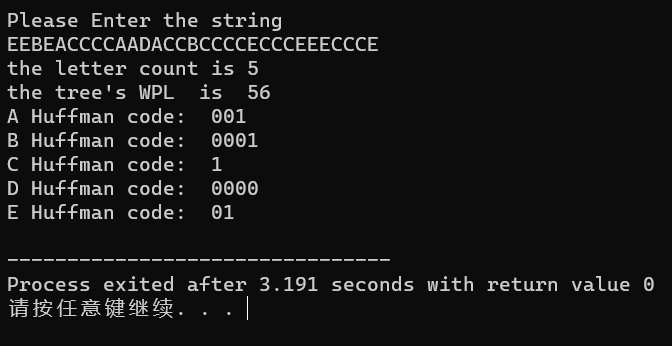 Please Enter the string
EEBEACCCCAADACCBCCCCECCCEEECCCE
the letter count is 5
the tree's WPL  is  56
A Huffman code:  001
B Huffman code:  0001
C Huffman code:  1
D Huffman code:  0000
E Huffman code:  01
--------------------------------
Process exited after 3.191 seconds with return value 0
请按任意键继续. . .